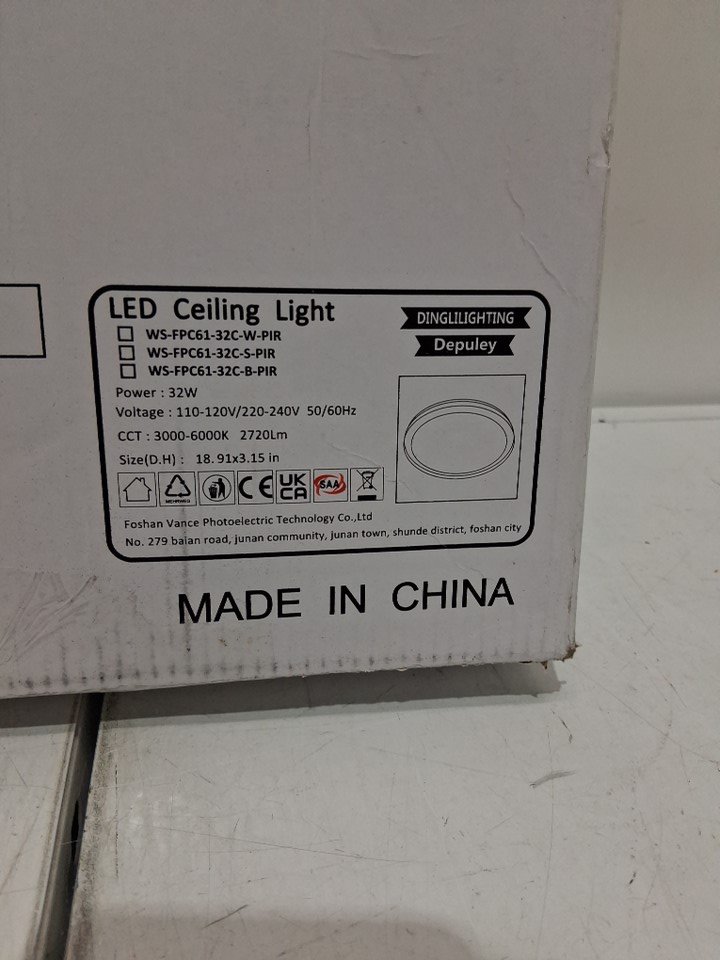 LED Ceiling Light
WS-FPC61-32C-W-PIR
WS-FPC61-32C-S-PIR
WS-FPC61-32C-B-PIR
Power : 32W
Voltage : 110-120V/220-240V 50/60Hz
CCT : 3000-6000K 2720Lm
Size(D.H) : 18.91x3.15 in
DINGLILIGHTING
Depuley
MEHRWEG
CE
UK
CA
SAA
Foshan Vance Photoelectric Technology Co.,Ltd
No. 279 baian road, junan community, junan town, shunde district, foshan city
MADE IN CHINA